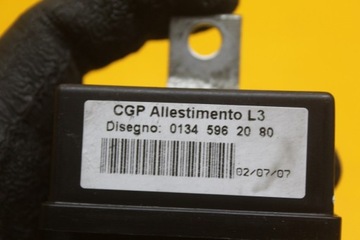 CGP Allestimento L3
Disegno: 0134 596 20 80
02/07/07